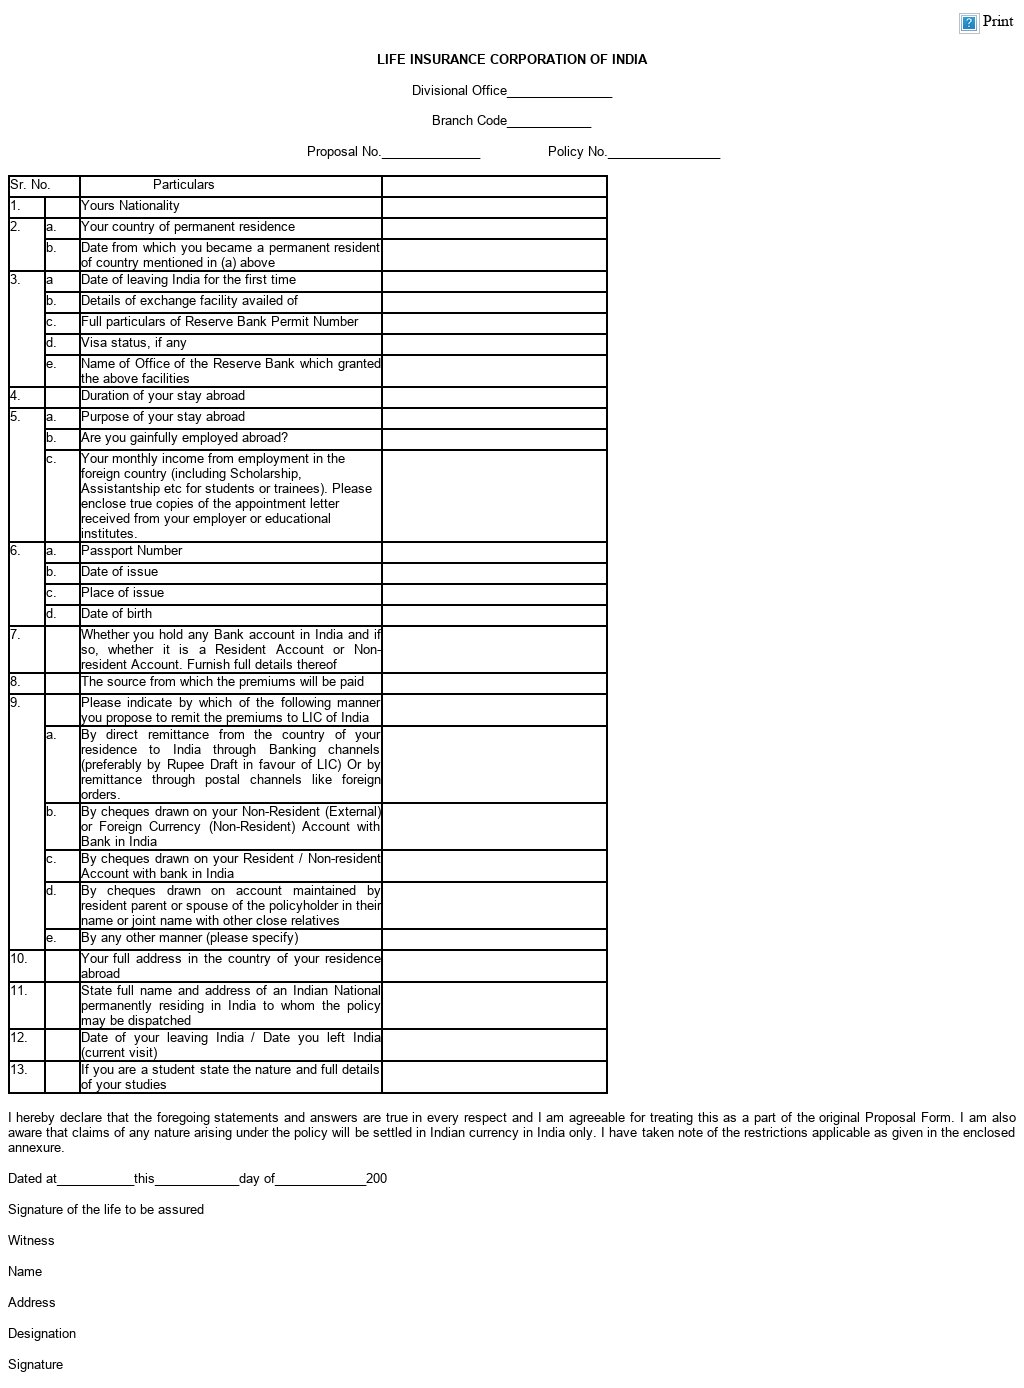 Print
LIFE INSURANCE CORPORATION OF INDIA
Divisional Office_______________
Branch Code____________
Proposal No.______________ Policy No.________________
Sr. No. Particulars
1. Yours Nationality
2. a. Your country of permanent residence
b. Date from which you became a permanent resident
of country mentioned in (a) above
3. a Date of leaving India for the first time
b. Details of exchange facility availed of
c. Full particulars of Reserve Bank Permit Number
d. Visa status, if any
e. Name of Office of the Reserve Bank which granted
the above facilities
4. Duration of your stay abroad
5. a. Purpose of your stay abroad
b. Are you gainfully employed abroad?
c. Your monthly income from employment in the
foreign country (including Scholarship,
Assistantship etc for students or trainees). Please
enclose true copies of the appointment letter
received from your employer or educational
institutes.
6. a. Passport Number
b. Date of issue
c. Place of issue
d. Date of birth
7. Whether you hold any Bank account in India and if
so, whether it is a Resident Account or Non-
resident Account. Furnish full details thereof
8. The source from which the premiums will be paid
9. Please indicate by which of the following manner
you propose to remit the premiums to LIC of India
a. By direct remittance from the country of your
residence to India through Banking channels
(preferably by Rupee Draft in favour of LIC) Or by
remittance through postal channels like foreign
orders.
b. By cheques drawn on your Non-Resident (External)
or Foreign Currency (Non-Resident) Account with
Bank in India
c. By cheques drawn on your Resident / Non-resident
Account with bank in India
d. By cheques drawn on account maintained by
resident parent or spouse of the policyholder in their
name or joint name with other close relatives
e. By any other manner (please specify)
10. Your full address in the country of your residence
abroad
11. State full name and address of an Indian National
permanently residing in India to whom the policy
may be dispatched
12. Date of your leaving India / Date you left India
(current visit)
13. If you are a student state the nature and full details
of your studies
I hereby declare that the foregoing statements and answers are true in every respect and I am agreeable for treating this as a part of the original Proposal Form. I am also
aware that claims of any nature arising under the policy will be settled in Indian currency in India only. I have taken note of the restrictions applicable as given in the enclosed
annexure.
Dated at___________this____________day of_____________200
Signature of the life to be assured
Witness
Name
Address
Designation
Signature